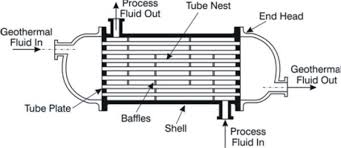 Process
Fluid Out
Tube Nest
End Head
Geothermal
Fluid In
Geothermal
Fluid Out
Tube Plate
Baffles
Shell
Process
Fluid In